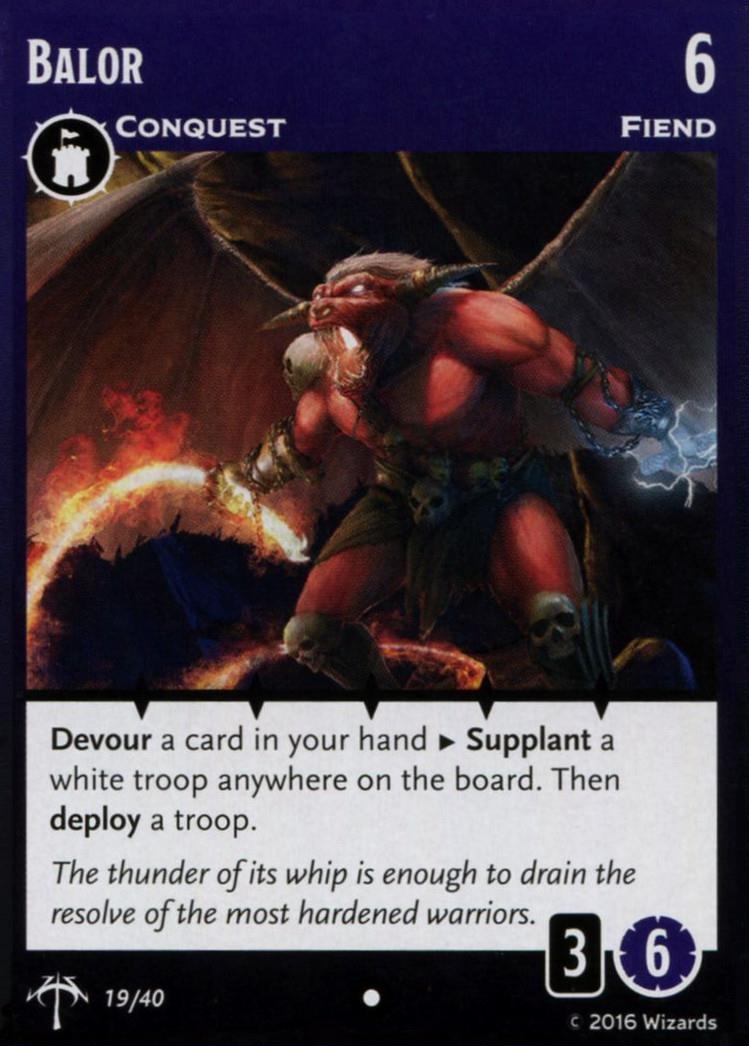 BALOR 6
CONQUEST FIEND
Devour a card in your hand ▸ Supplant a
white troop anywhere on the board. Then
deploy a troop.
The thunder of its whip is enough to drain the
resolve of the most hardened warriors.
3 6
19/40
© 2016 Wizards